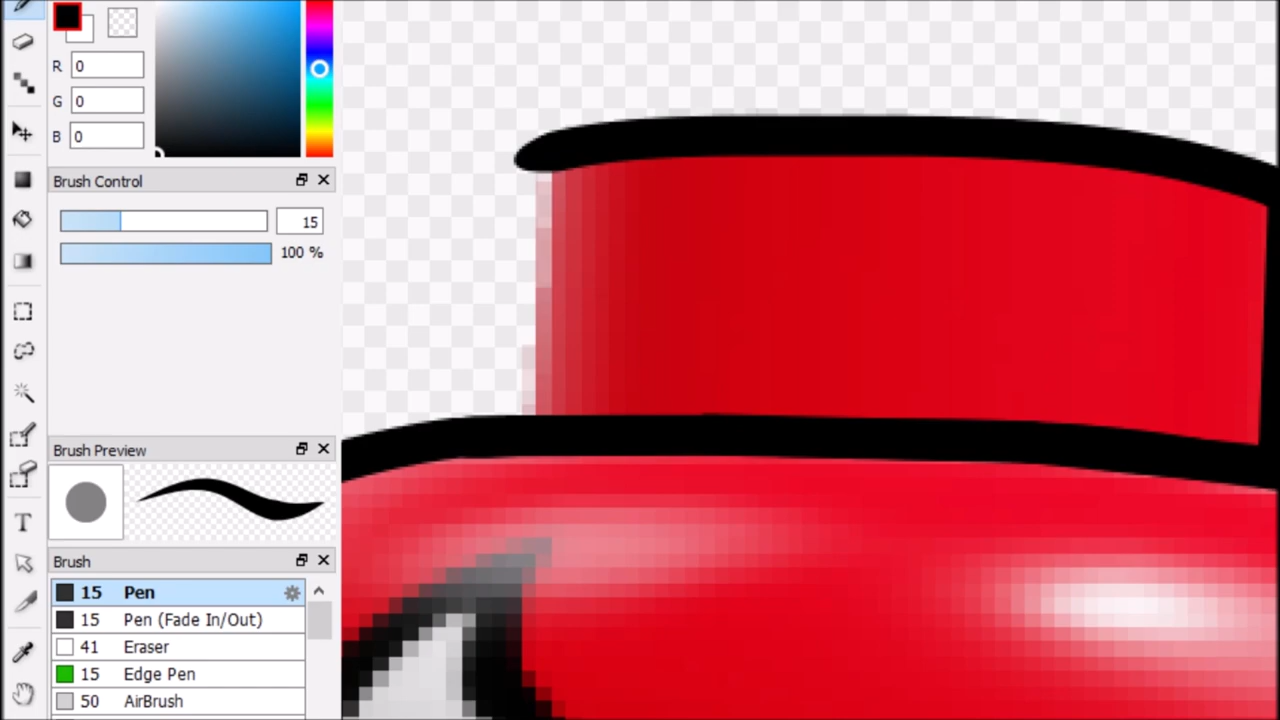 R 0
G 0
B 0
Brush Control
15
100 %
Brush Preview
Brush
15 Pen
15 Pen (Fade In/Out)
41 Eraser
15 Edge Pen
50 AirBrush